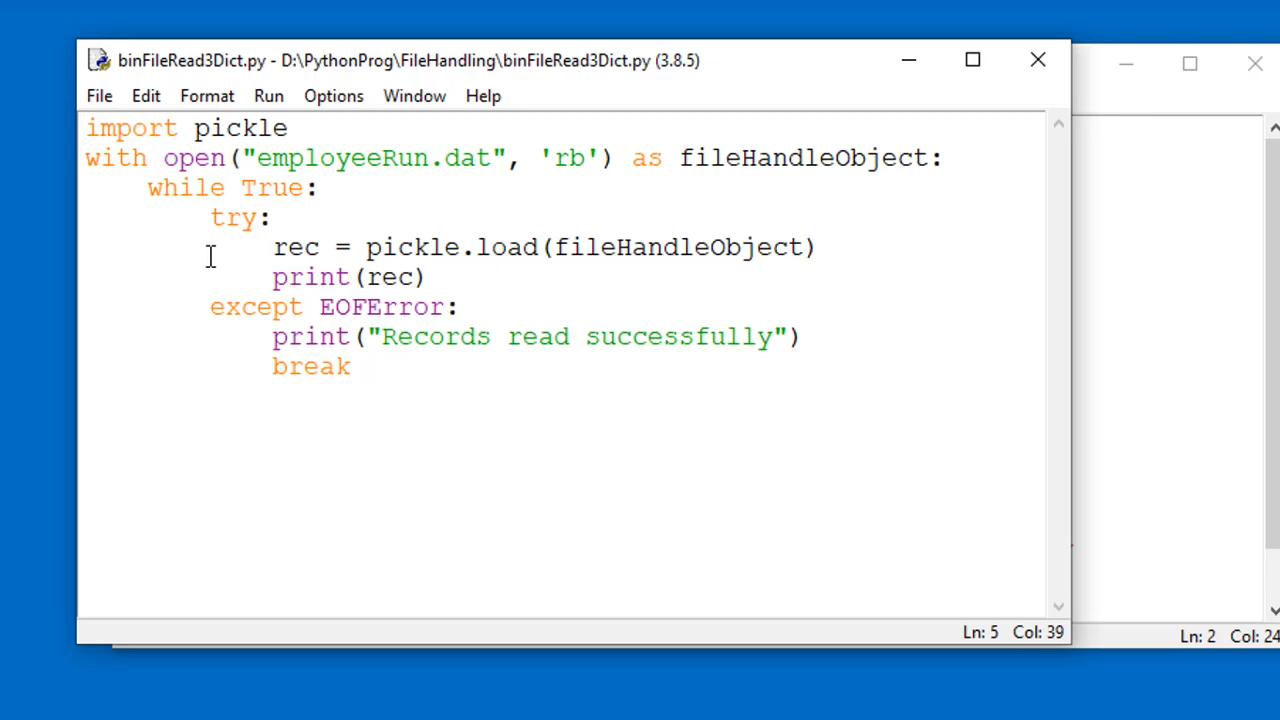 binFileRead3Dict.py - D:\PythonProg\FileHandling\binFileRead3Dict.py (3.8.5)
File Edit Format Run Options Window Help
import pickle
with open("employeeRun.dat", 'rb') as fileHandleObject:
    while True:
        try:
            rec = pickle.load(fileHandleObject)
            print(rec)
        except EOFError:
            print("Records read successfully")
            break
Ln: 5 Col: 39
Ln: 2 Col: 24